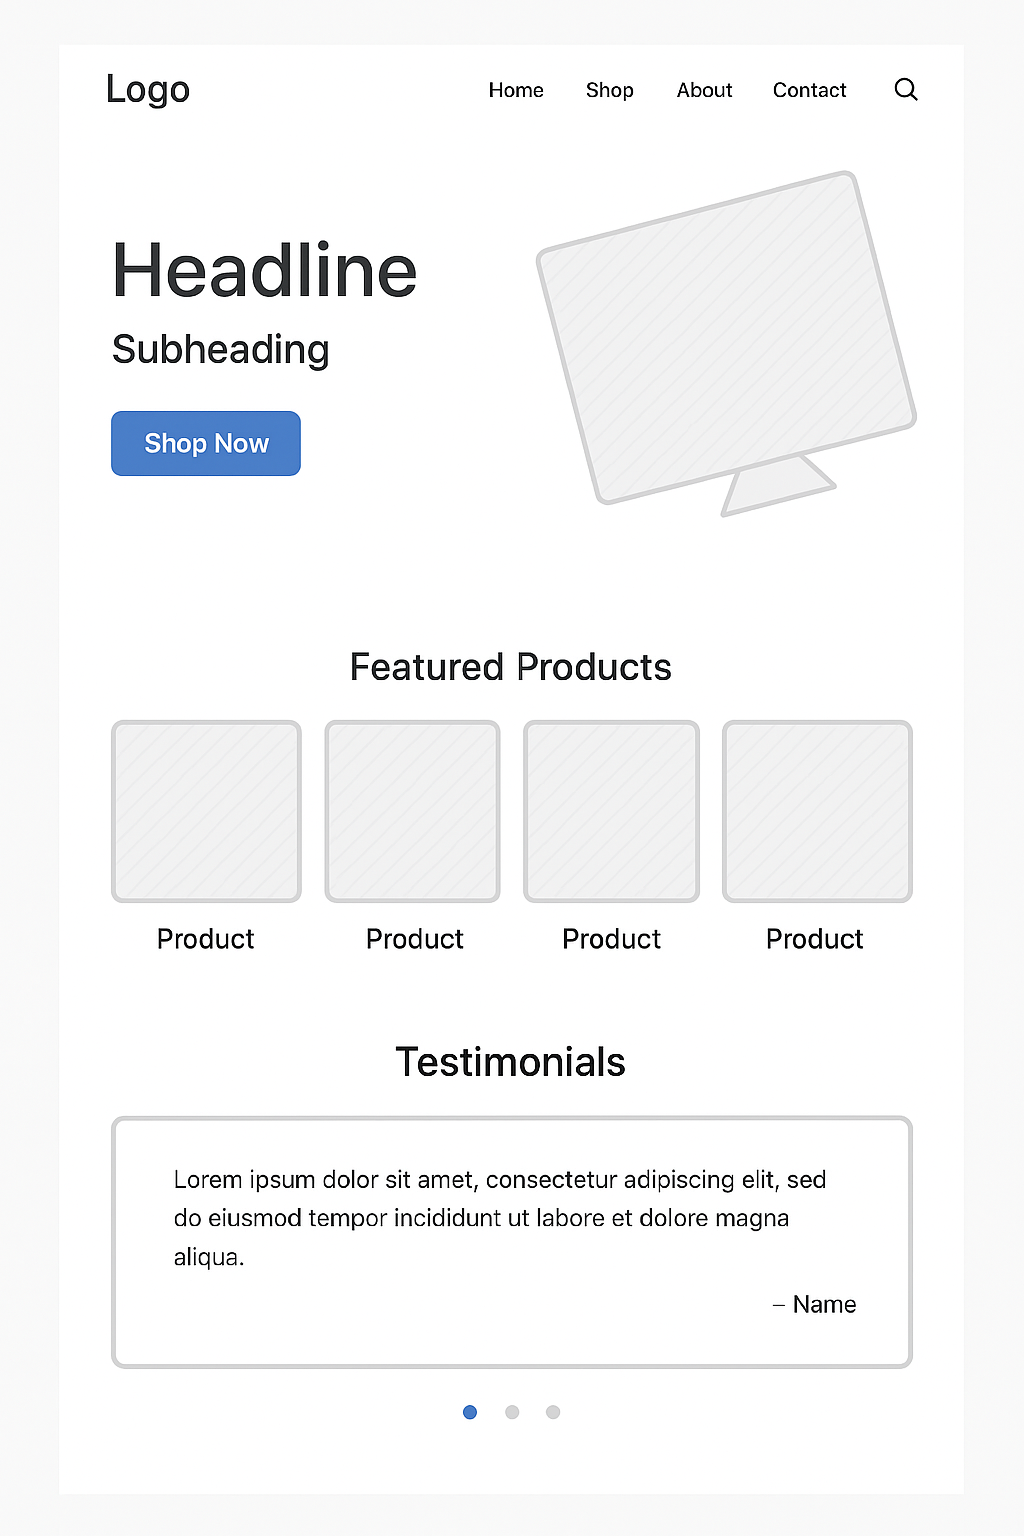 Logo
Home Shop About Contact
Headline
Subheading
Shop Now
Featured Products
Product Product Product Product
Testimonials
Lorem ipsum dolor sit amet, consectetur adipiscing elit, sed
do eiusmod tempor incididunt ut labore et dolore magna
aliqua.
– Name